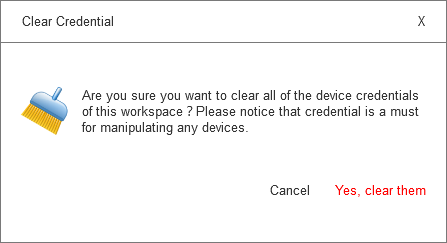 Clear Credential X
Are you sure you want to clear all of the device credentials
of this workspace ? Please notice that credential is a must
for manipulating any devices.
Cancel Yes, clear them